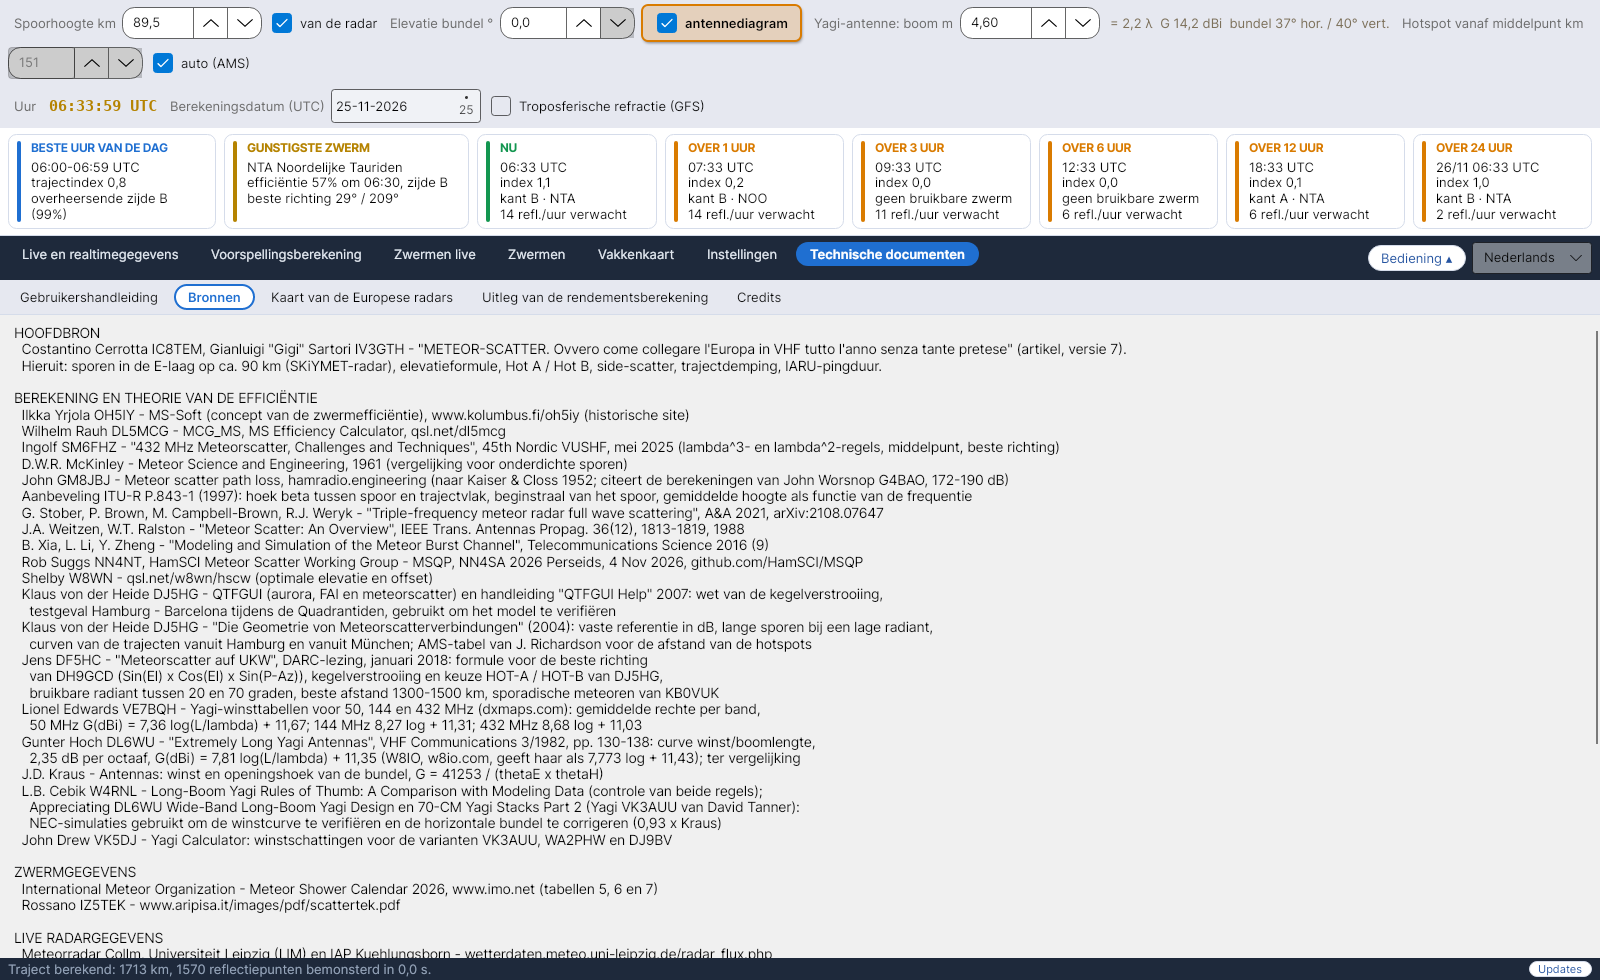 Spoorhoogte km 89,5 van de radar Elevatie bundel ° 0,0 antennediagram Yagi-antenne: boom m 4,60 = 2,2 λ G 14,2 dBi bundel 37° hor. / 40° vert. Hotspot vanaf middelpunt km
151 auto (AMS)
Uur 06:33:59 UTC Berekeningsdatum (UTC) 25-11-2026 25 Troposferische refractie (GFS)
BESTE UUR VAN DE DAG
06:00-06:59 UTC
trajectindex 0,8
overheersende zijde B
(99%)
GUNSTIGSTE ZWERM
NTA Noordelijke Tauriden
efficiëntie 57% om 06:30, zijde B
beste richting 29° / 209°
NU
06:33 UTC
index 1,1
kant B · NTA
14 refl./uur verwacht
OVER 1 UUR
07:33 UTC
index 0,2
kant B · NOO
14 refl./uur verwacht
OVER 3 UUR
09:33 UTC
index 0,0
geen bruikbare zwerm
11 refl./uur verwacht
OVER 6 UUR
12:33 UTC
index 0,0
geen bruikbare zwerm
6 refl./uur verwacht
OVER 12 UUR
18:33 UTC
index 0,1
kant A · NTA
6 refl./uur verwacht
OVER 24 UUR
26/11 06:33 UTC
index 1,0
kant B · NTA
2 refl./uur verwacht
Live en realtimegegevens Voorspellingsberekening Zwermen live Zwermen Vakkenkaart Instellingen Technische documenten Bediening ▴ Nederlands
Gebruikershandleiding Bronnen Kaart van de Europese radars Uitleg van de rendementsberekening Credits
HOOFDBRON
Costantino Cerrotta IC8TEM, Gianluigi "Gigi" Sartori IV3GTH - "METEOR-SCATTER. Ovvero come collegare l'Europa in VHF tutto l'anno senza tante pretese" (artikel, versie 7).
Hieruit: sporen in de E-laag op ca. 90 km (SKiYMET-radar), elevatieformule, Hot A / Hot B, side-scatter, trajectdemping, IARU-pingduur.
BEREKENING EN THEORIE VAN DE EFFICIËNTIE
Ilkka Yrjola OH5IY - MS-Soft (concept van de zwermefficiëntie), www.kolumbus.fi/oh5iy (historische site)
Wilhelm Rauh DL5MCG - MCG_MS, MS Efficiency Calculator, qsl.net/dl5mcg
Ingolf SM6FHZ - "432 MHz Meteorscatter, Challenges and Techniques", 45th Nordic VUSHF, mei 2025 (lambda^3- en lambda^2-regels, middelpunt, beste richting)
D.W.R. McKinley - Meteor Science and Engineering, 1961 (vergelijking voor onderdichte sporen)
John GM8JBJ - Meteor scatter path loss, hamradio.engineering (naar Kaiser & Closs 1952; citeert de berekeningen van John Worsnop G4BAO, 172-190 dB)
Aanbeveling ITU-R P.843-1 (1997): hoek beta tussen spoor en trajectvlak, beginstraal van het spoor, gemiddelde hoogte als functie van de frequentie
G. Stober, P. Brown, M. Campbell-Brown, R.J. Weryk - "Triple-frequency meteor radar full wave scattering", A&A 2021, arXiv:2108.07647
J.A. Weitzen, W.T. Ralston - "Meteor Scatter: An Overview", IEEE Trans. Antennas Propag. 36(12), 1813-1819, 1988
B. Xia, L. Li, Y. Zheng - "Modeling and Simulation of the Meteor Burst Channel", Telecommunications Science 2016 (9)
Rob Suggs NN4NT, HamSCI Meteor Scatter Working Group - MSQP, NN4SA 2026 Perseids, 4 Nov 2026, github.com/HamSCI/MSQP
Shelby W8WN - qsl.net/w8wn/hscw (optimale elevatie en offset)
Klaus von der Heide DJ5HG - QTFGUI (aurora, FAI en meteorscatter) en handleiding "QTFGUI Help" 2007: wet van de kegelverstrooiing,
testgeval Hamburg - Barcelona tijdens de Quadrantiden, gebruikt om het model te verifiëren
Klaus von der Heide DJ5HG - "Die Geometrie von Meteorscatterverbindungen" (2004): vaste referentie in dB, lange sporen bij een lage radiant,
curven van de trajecten vanuit Hamburg en vanuit München; AMS-tabel van J. Richardson voor de afstand van de hotspots
Jens DF5HC - "Meteorscatter auf UKW", DARC-lezing, januari 2018: formule voor de beste richting
van DH9GCD (Sin(El) x Cos(El) x Sin(P-Az)), kegelverstrooiing en keuze HOT-A / HOT-B van DJ5HG,
bruikbare radiant tussen 20 en 70 graden, beste afstand 1300-1500 km, sporadische meteoren van KB0VUK
Lionel Edwards VE7BQH - Yagi-winsttabellen voor 50, 144 en 432 MHz (dxmaps.com): gemiddelde rechte per band,
50 MHz G(dBi) = 7,36 log(L/lambda) + 11,67; 144 MHz 8,27 log + 11,31; 432 MHz 8,68 log + 11,03
Gunter Hoch DL6WU - "Extremely Long Yagi Antennas", VHF Communications 3/1982, pp. 130-138: curve winst/boomlengte,
2,35 dB per octaaf, G(dBi) = 7,81 log(L/lambda) + 11,35 (W8IO, w8io.com, geeft haar als 7,773 log + 11,43); ter vergelijking
J.D. Kraus - Antennas: winst en openingshoek van de bundel, G = 41253 / (thetaE x thetaH)
L.B. Cebik W4RNL - Long-Boom Yagi Rules of Thumb: A Comparison with Modeling Data (controle van beide regels);
Appreciating DL6WU Wide-Band Long-Boom Yagi Design en 70-CM Yagi Stacks Part 2 (Yagi VK3AUU van David Tanner):
NEC-simulaties gebruikt om de winstcurve te verifiëren en de horizontale bundel te corrigeren (0,93 x Kraus)
John Drew VK5DJ - Yagi Calculator: winstschattingen voor de varianten VK3AUU, WA2PHW en DJ9BV
ZWERMGEGEVENS
International Meteor Organization - Meteor Shower Calendar 2026, www.imo.net (tabellen 5, 6 en 7)
Rossano IZ5TEK - www.aripisa.it/images/pdf/scattertek.pdf
LIVE RADARGEGEVENS
Meteorradar Collm, Universiteit Leipzig (LIM) en IAP Kuehlungsborn - wetterdaten.meteo.uni-leipzig.de/radar_flux.php
Traject berekend: 1713 km, 1570 reflectiepunten bemonsterd in 0,0 s. Updates